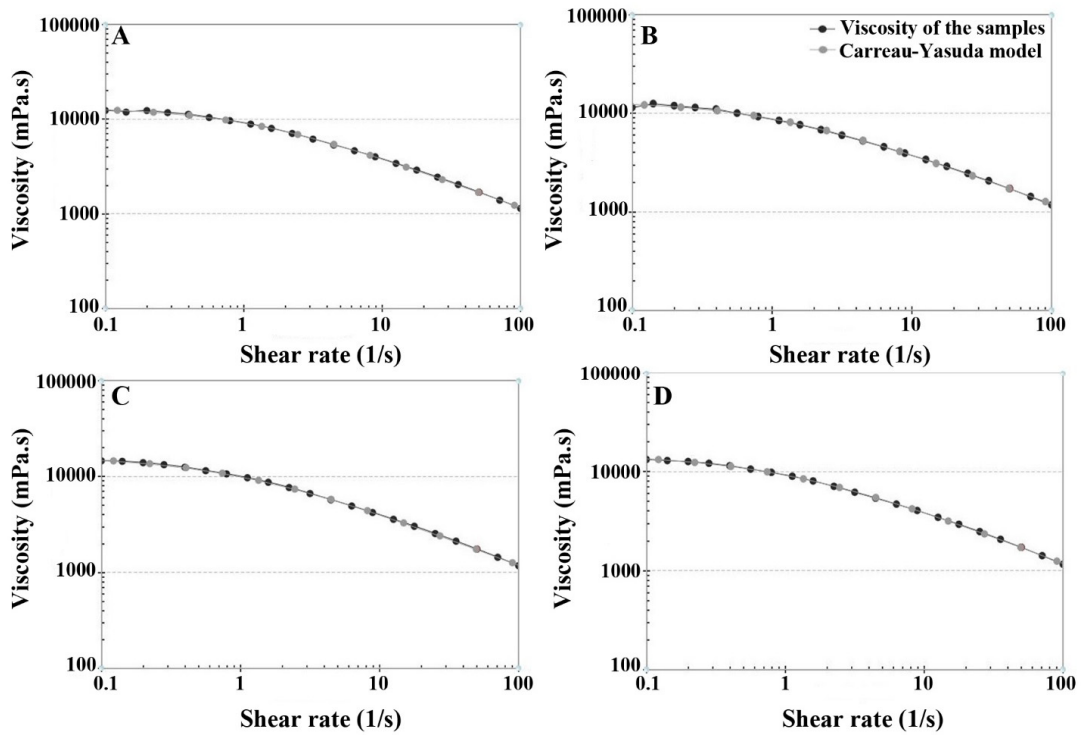 A
100000
10000
1000
100
0.1 1 10 100
Viscosity (mPa.s)
Shear rate (1/s)
B
Viscosity of the samples
Carreau-Yasuda model
100000
10000
1000
100
0.1 1 10 100
Viscosity (mPa.s)
Shear rate (1/s)
C
100000
10000
1000
100
0.1 1 10 100
Viscosity (mPa.s)
Shear rate (1/s)
D
100000
10000
1000
100
0.1 1 10 100
Viscosity (mPa.s)
Shear rate (1/s)